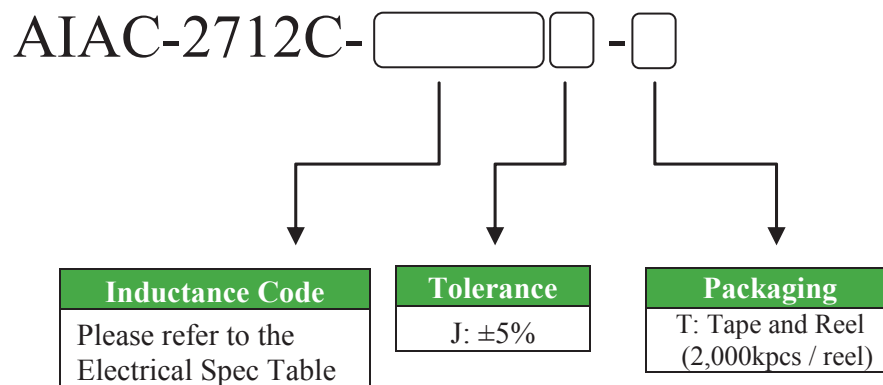 AIAC-2712C- -
Inductance Code
Please refer to the
Electrical Spec Table
Tolerance
J: ±5%
Packaging
T: Tape and Reel
(2,000kpcs / reel)